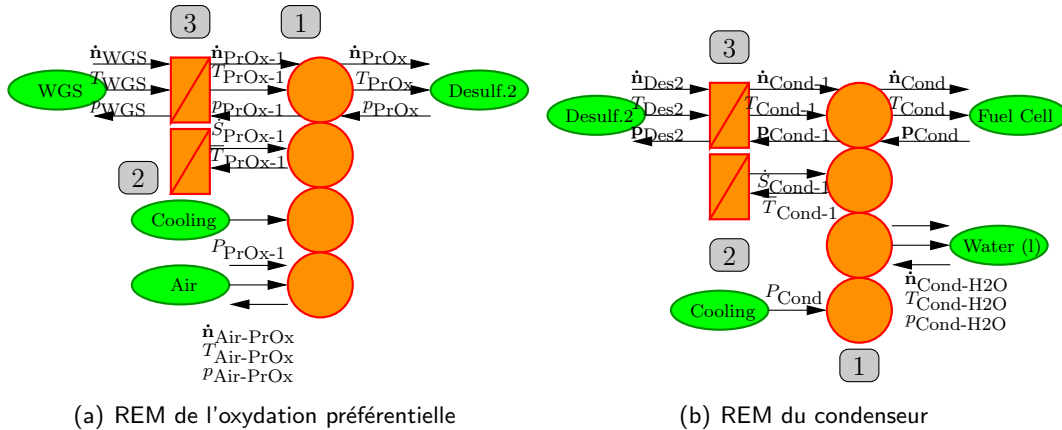 3 1
ṅWGS ṅPrOx-1 ṅPrOx
WGS TWGS TPrOx-1 TPrOx Desulf.2
pWGS pPrOx-1 pPrOx
ṠPrOx-1
T̅PrOx-1
2
Cooling
PPrOx-1
Air
ṅAir-PrOx
TAir-PrOx
pAir-PrOx
(a) REM de l'oxydation préférentielle
3
ṅDes2 ṅCond-1 ṅCond
Desulf.2 TDes2 TCond-1 TCond Fuel Cell
pDes2 pCond-1 pCond
ṠCond-1
T̅Cond-1
2
Water (l)
ṅCond-H2O
Cooling PCond TCond-H2O
pCond-H2O
1
(b) REM du condenseur